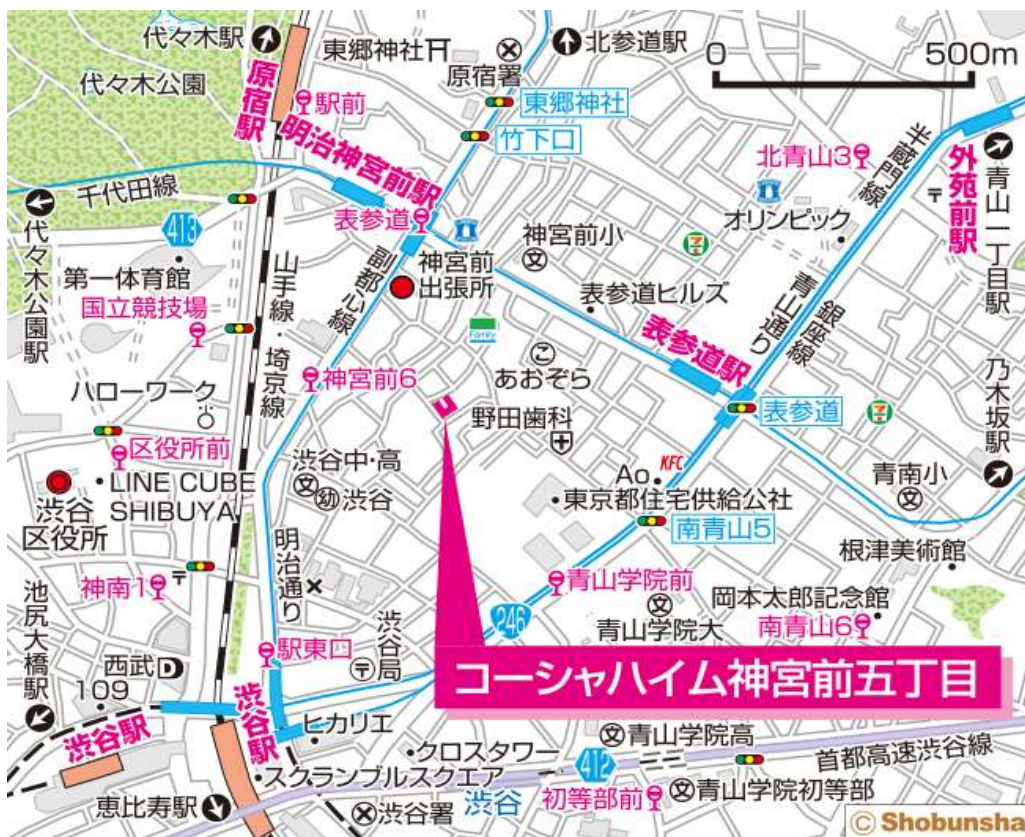 代々木駅
代々木公園
原宿駅
駅前
東郷神社
原宿署
北参道駅
0 500m
東郷神社
竹下口
明治神宮前駅
千代田線
413
表参道
代々木公園駅
第一体育館
国立競技場
山手線・埼京線
副都心線
神宮前
出張所
神宮前小
文
7
オリンピック
北青山3
半蔵門線
外苑前駅
青山一丁目駅
表参道ヒルズ
青山通り
銀座線
表参道駅
Family
こ
あおぞら
神宮前6
ハローワーク
区役所前
野田歯科
表参道
7
乃木坂駅
渋谷
区役所
LINE CUBE
SHIBUYA
渋谷中・高
文
幼
渋谷
KFC
Ao
東京都住宅供給公社
青南小
文
南青山5
根津美術館
明治通り
神南1
青山学院前
文
青山学院大
岡本太郎記念館
南青山6
246
渋谷局
駅東口
池尻大橋駅
西武
D
109
コーシャハイム神宮前五丁目
渋谷駅
渋谷駅
ヒカリエ
クロスタワー
スクランブルスクエア
文
青山学院高
412
首都高速渋谷線
恵比寿駅
渋谷署
渋谷
初等部前
文
青山学院初等部
© Shobunsha